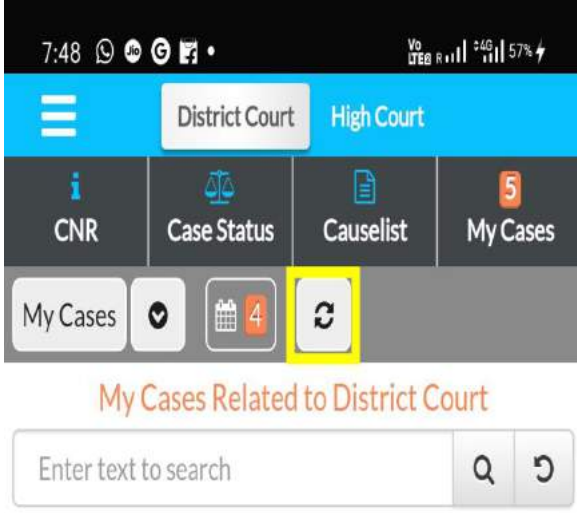 7:48 Vo LTE2 R 4G 57%
District Court High Court
CNR Case Status Causelist 5 My Cases
My Cases 4
My Cases Related to District Court
Enter text to search